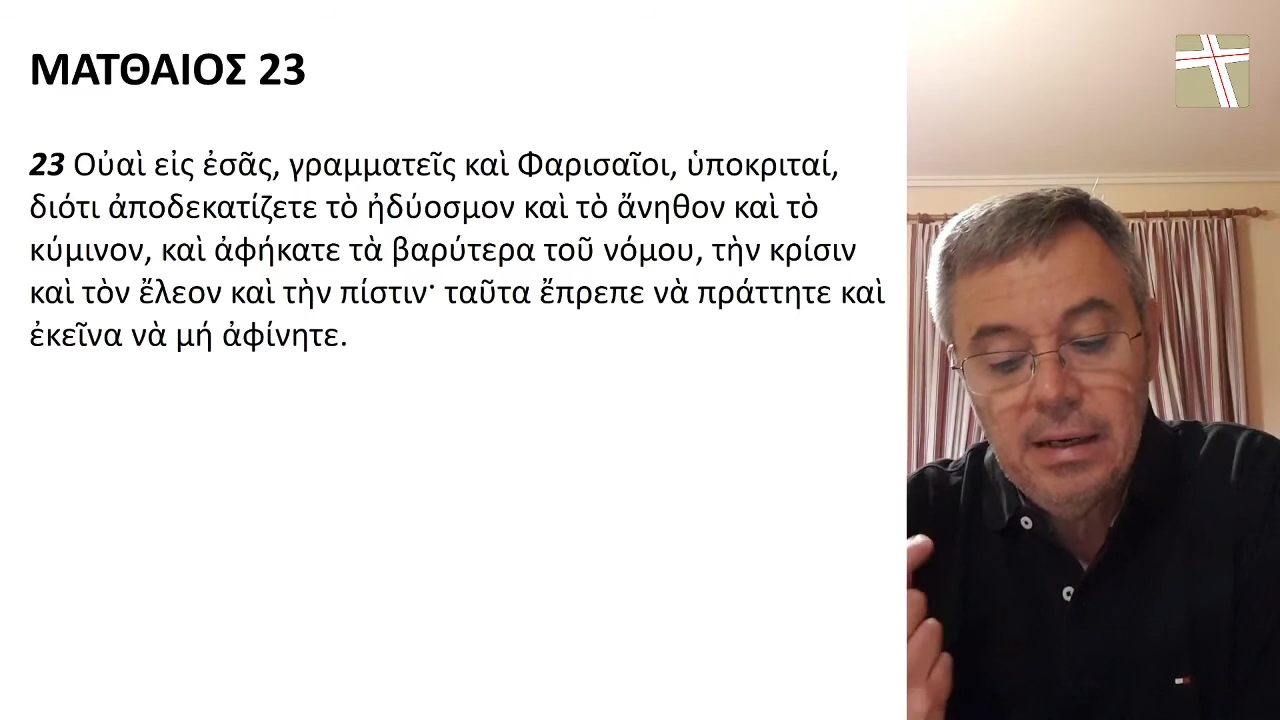 ΜΑΤΘΑΙΟΣ 23
23 Οὐαὶ εἰς ἐσᾶς, γραμματεῖς καὶ Φαρισαῖοι, ὑποκριταί,
διότι ἀποδεκατίζετε τὸ ἡδύοσμον καὶ τὸ ἄνηθον καὶ τὸ
κύμινον, καὶ ἀφήκατε τὰ βαρύτερα τοῦ νόμου, τὴν κρίσιν
καὶ τὸν ἔλεον καὶ τὴν πίστιν· ταῦτα ἔπρεπε νὰ πράττητε καὶ
ἐκεῖνα νὰ μή ἀφίνητε.